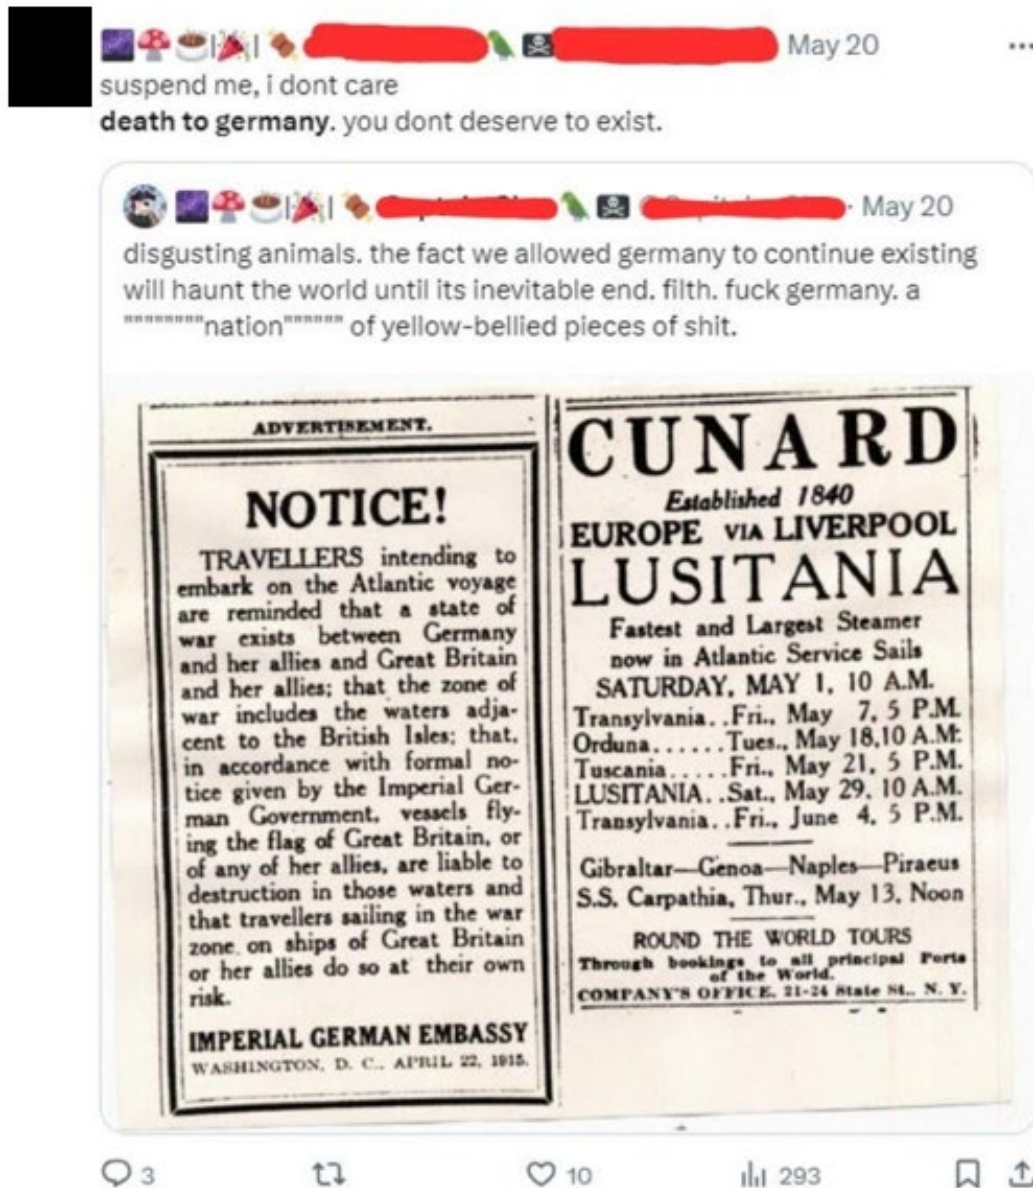 May 20
suspend me, i dont care
death to germany. you dont deserve to exist.
May 20
disgusting animals. the fact we allowed germany to continue existing
will haunt the world until its inevitable end. filth. fuck germany. a
""""""""nation"""""" of yellow-bellied pieces of shit.
ADVERTISEMENT.
NOTICE!
TRAVELLERS intending to
embark on the Atlantic voyage
are reminded that a state of
war exists between Germany
and her allies and Great Britain
and her allies; that the zone of
war includes the waters adja-
cent to the British Isles; that,
in accordance with formal no-
tice given by the Imperial Ger-
man Government, vessels fly-
ing the flag of Great Britain, or
of any of her allies, are liable to
destruction in those waters and
that travellers sailing in the war
zone on ships of Great Britain
or her allies do so at their own
risk.
IMPERIAL GERMAN EMBASSY
WASHINGTON, D. C., APRIL 22, 1915.
CUNARD
Established 1840
EUROPE VIA LIVERPOOL
LUSITANIA
Fastest and Largest Steamer
now in Atlantic Service Sails
SATURDAY, MAY 1, 10 A.M.
Transylvania..Fri., May 7, 5 P.M.
Orduna......Tues., May 18,10 A.M.
Tuscania.....Fri., May 21, 5 P.M.
LUSITANIA..Sat., May 29, 10 A.M.
Transylvania..Fri., June 4, 5 P.M.
Gibraltar—Genoa—Naples—Piraeus
S.S. Carpathia, Thur., May 13, Noon
ROUND THE WORLD TOURS
Through bookings to all principal Ports
of the World.
COMPANY'S OFFICE, 21-24 State St., N. Y.
3 10 293